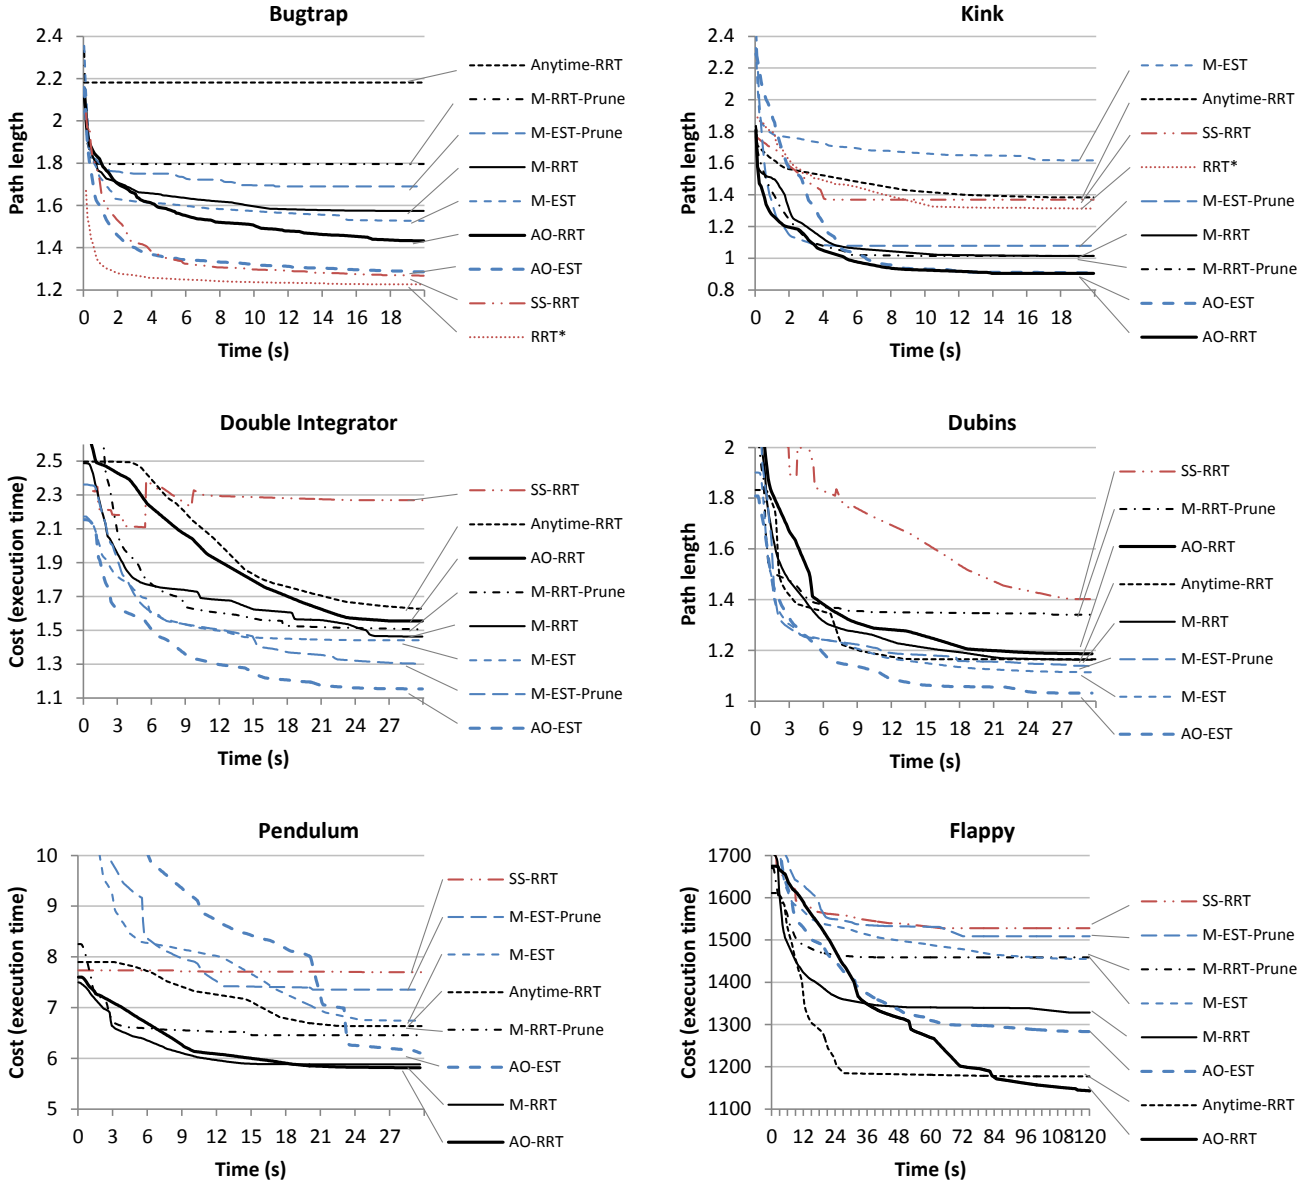 Bugtrap
2.4
2.2
2
1.8
1.6
1.4
1.2
Path length
0 2 4 6 8 10 12 14 16 18
Time (s)
Anytime-RRT
M-RRT-Prune
M-EST-Prune
M-RRT
M-EST
AO-RRT
AO-EST
SS-RRT
RRT*
Kink
2.4
2.2
2
1.8
1.6
1.4
1.2
1
0.8
Path length
0 2 4 6 8 10 12 14 16 18
Time (s)
M-EST
Anytime-RRT
SS-RRT
RRT*
M-EST-Prune
M-RRT
M-RRT-Prune
AO-EST
AO-RRT
Double Integrator
2.5
2.3
2.1
1.9
1.7
1.5
1.3
1.1
Cost (execution time)
0 3 6 9 12 15 18 21 24 27
Time (s)
SS-RRT
Anytime-RRT
AO-RRT
M-RRT-Prune
M-RRT
M-EST
M-EST-Prune
AO-EST
Dubins
2
1.8
1.6
1.4
1.2
1
Path length
0 3 6 9 12 15 18 21 24 27
Time (s)
SS-RRT
M-RRT-Prune
AO-RRT
Anytime-RRT
M-RRT
M-EST-Prune
M-EST
AO-EST
Pendulum
10
9
8
7
6
5
Cost (execution time)
0 3 6 9 12 15 18 21 24 27
Time (s)
SS-RRT
M-EST-Prune
M-EST
Anytime-RRT
M-RRT-Prune
AO-EST
M-RRT
AO-RRT
Flappy
1700
1600
1500
1400
1300
1200
1100
Cost (execution time)
0 12 24 36 48 60 72 84 96 108 120
Time (s)
SS-RRT
M-EST-Prune
M-RRT-Prune
M-EST
M-RRT
AO-EST
Anytime-RRT
AO-RRT